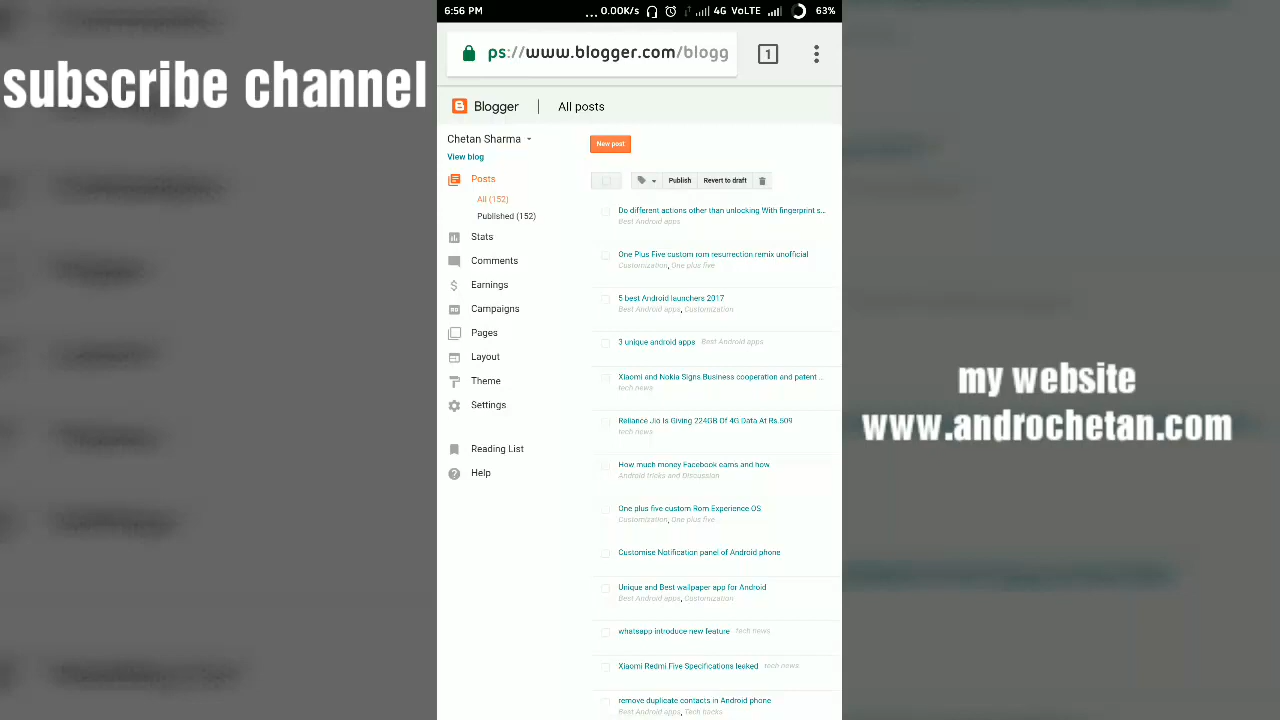 6:56 PM ... 0.00K/s 4G VoLTE 63%
subscribe channel
ps://www.blogger.com/blogg 1
Blogger | All posts
Chetan Sharma
View blog
Posts
All (152)
Published (152)
Stats
Comments
Earnings
Campaigns
Pages
Layout
Theme
Settings
Reading List
Help
New post
Publish Revert to draft
Do different actions other than unlocking With fingerprint s...
Best Android apps
One Plus Five custom rom resurrection remix unofficial
Customization, One plus five
5 best Android launchers 2017
Best Android apps, Customization
3 unique android apps Best Android apps
Xiaomi and Nokia Signs Business cooperation and patent ...
tech news
Reliance Jio Is Giving 224GB Of 4G Data At Rs.509
tech news
How much money Facebook earns and how
Android tricks and Discussion
One plus five custom Rom Experience OS
Customization, One plus five
Customise Notification panel of Android phone
Unique and Best wallpaper app for Android
Best Android apps, Customization
whatsapp introduce new feature tech news
Xiaomi Redmi Five Specifications leaked tech news
remove duplicate contacts in Android phone
Best Android apps, Tech hacks
my website
www.androchetan.com